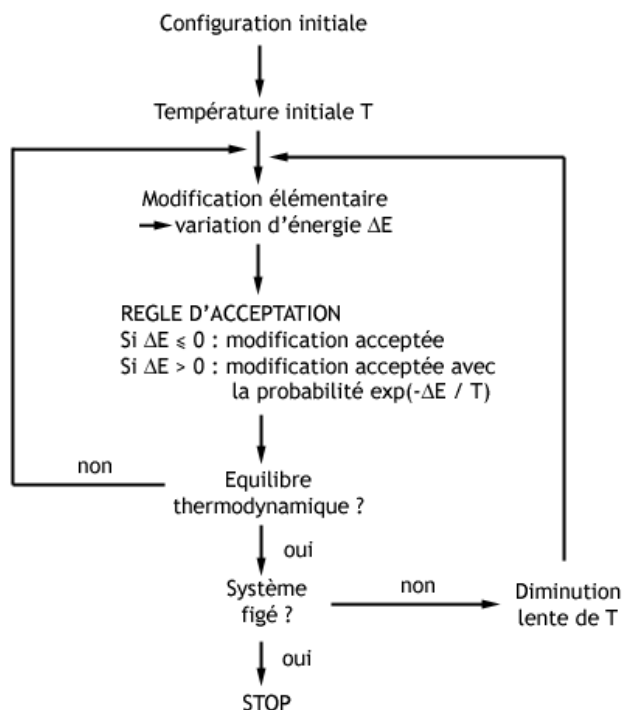 Configuration initiale
Température initiale T
Modification élémentaire
→ variation d'énergie ΔE
REGLE D'ACCEPTATION
Si ΔE ⩽ 0 : modification acceptée
Si ΔE > 0 : modification acceptée avec
la probabilité exp(-ΔE / T)
non
Equilibre
thermodynamique ?
oui
Système
figé ?
non
Diminution
lente de T
oui
STOP